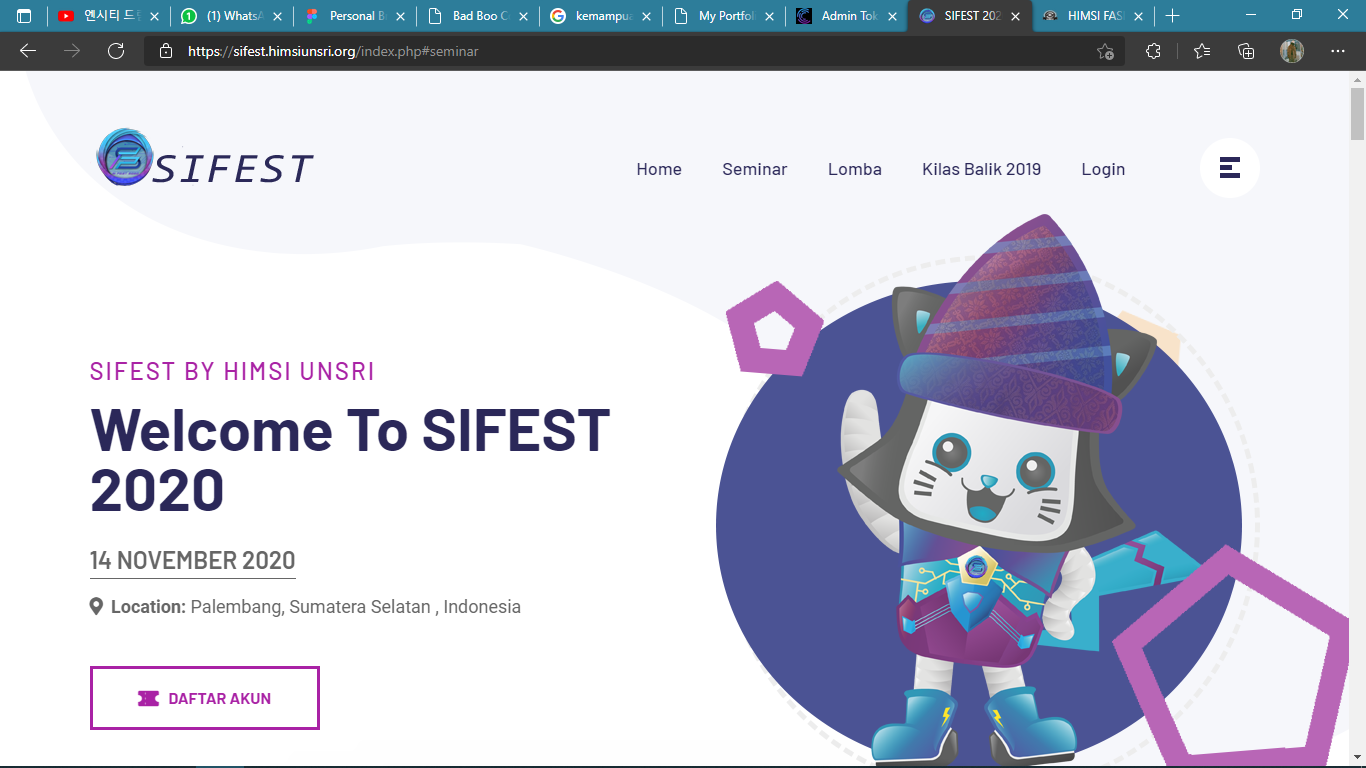 엔시티 드
(1) Whats
Personal B
Bad Boo C
kemampua
My Portfol
Admin Tok
SIFEST 202
HIMSI FAS
https://sifest.himsiunsri.org/index.php#seminar
SIFEST
Home
Seminar
Lomba
Kilas Balik 2019
Login
SIFEST BY HIMSI UNSRI
Welcome To SIFEST
2020
14 NOVEMBER 2020
Location: Palembang, Sumatera Selatan , Indonesia
DAFTAR AKUN